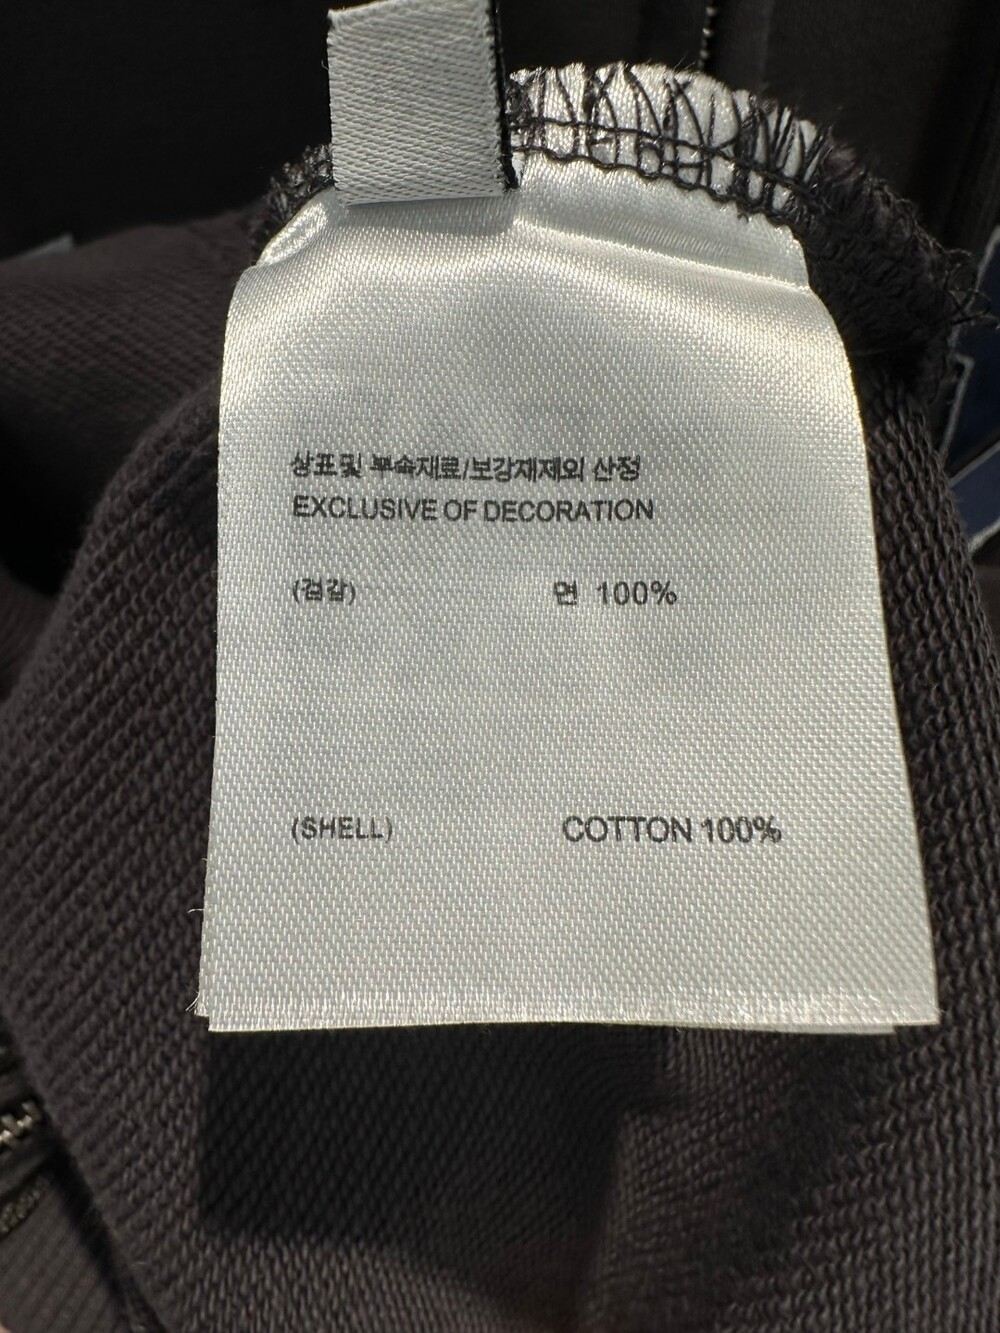 상표및 부속재료/보강재제외 산정
EXCLUSIVE OF DECORATION
(겉감) 면 100%
(SHELL) COTTON 100%